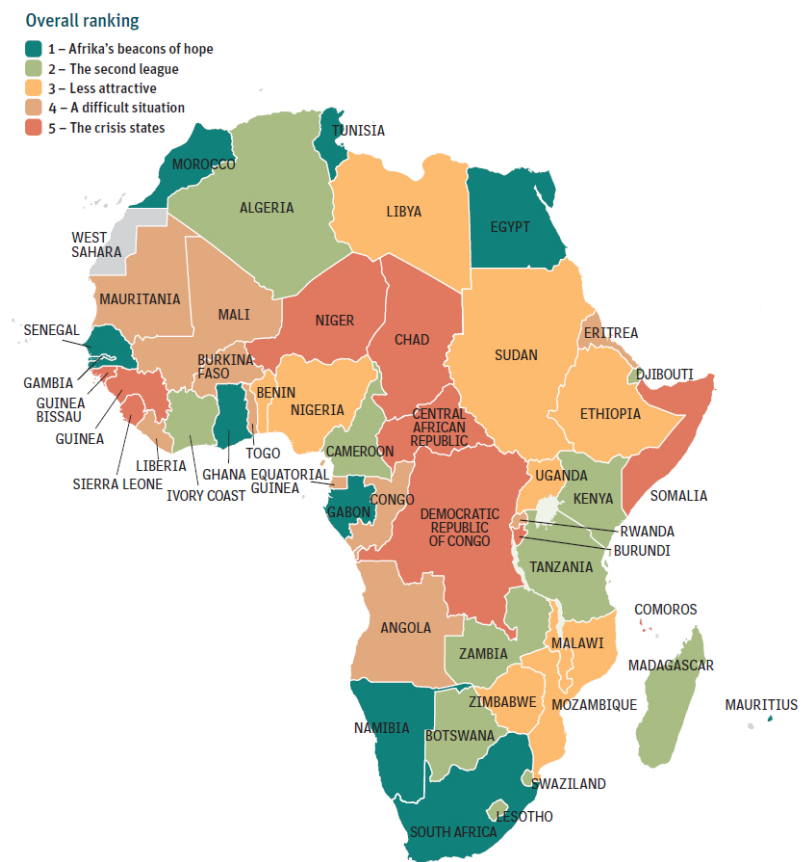 Overall ranking
1 – Afrika's beacons of hope
2 – The second league
3 – Less attractive
4 – A difficult situation
5 – The crisis states
TUNISIA
MOROCCO
ALGERIA
LIBYA
EGYPT
WEST
SAHARA
MAURITANIA
MALI
NIGER
CHAD
SUDAN
ERITREA
SENEGAL
GAMBIA
GUINEA
BISSAU
GUINEA
SIERRA LEONE
LIBERIA
IVORY COAST
BURKINA
FASO
GHANA
TOGO
BENIN
NIGERIA
CAMEROON
CENTRAL
AFRICAN
REPUBLIC
DJIBOUTI
ETHIOPIA
SOMALIA
EQUATORIAL
GUINEA
GABON
CONGO
DEMOCRATIC
REPUBLIC
OF CONGO
UGANDA
KENYA
RWANDA
BURUNDI
TANZANIA
COMOROS
ANGOLA
ZAMBIA
MALAWI
MADAGASCAR
MAURITIUS
MOZAMBIQUE
ZIMBABWE
NAMIBIA
BOTSWANA
SWAZILAND
LESOTHO
SOUTH AFRICA